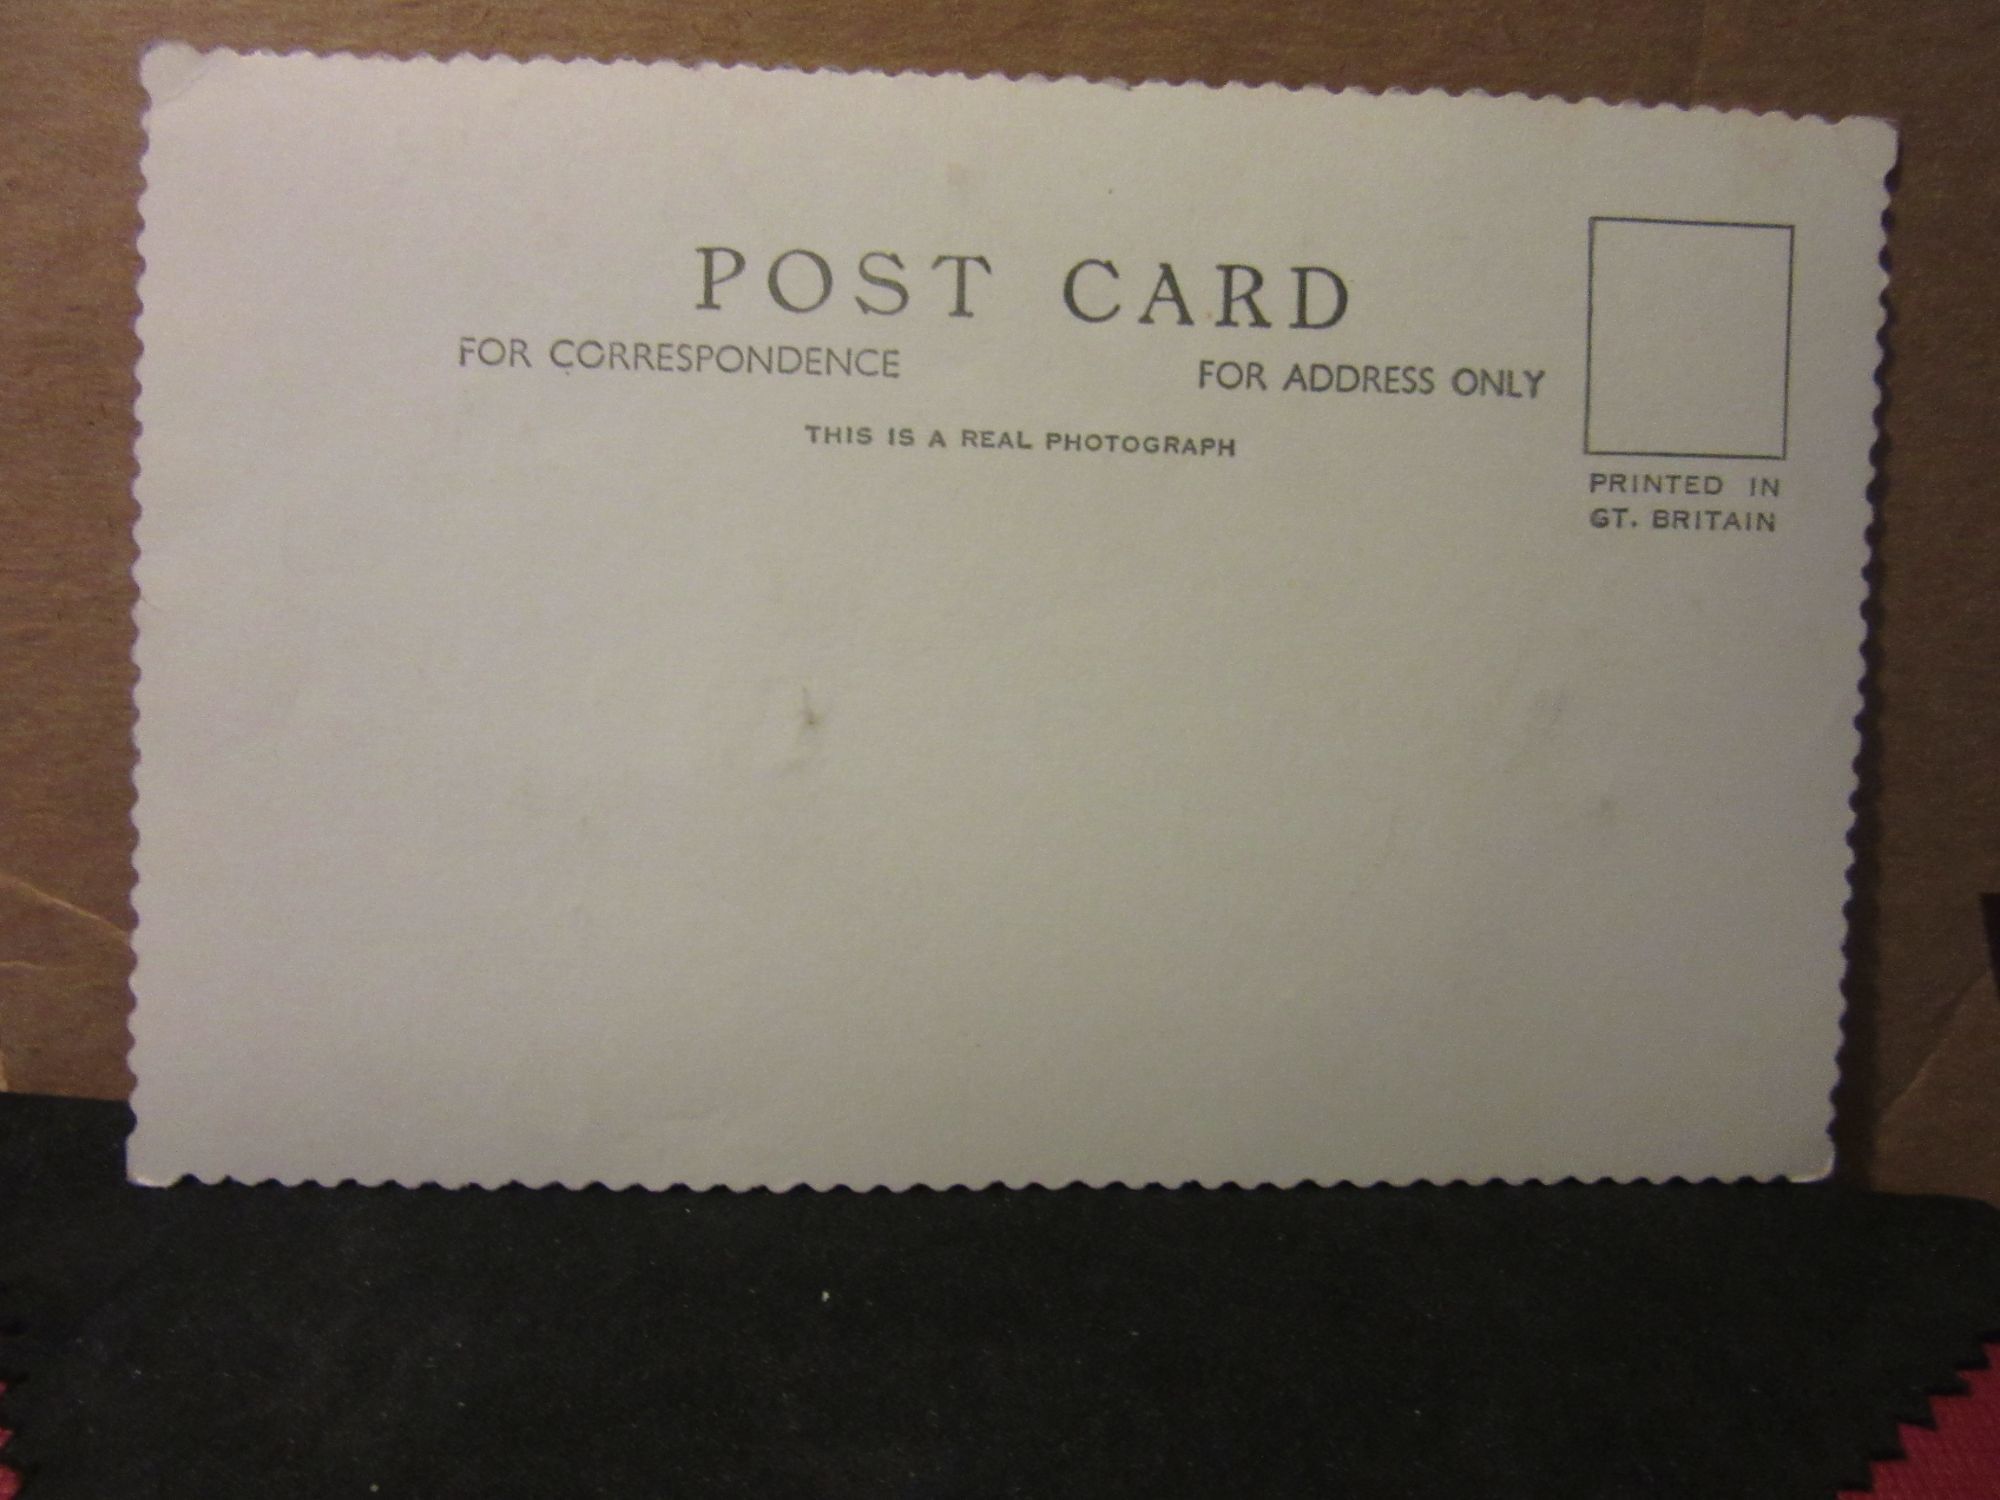 POST CARD
FOR CORRESPONDENCE
FOR ADDRESS ONLY
THIS IS A REAL PHOTOGRAPH
PRINTED IN
GT. BRITAIN